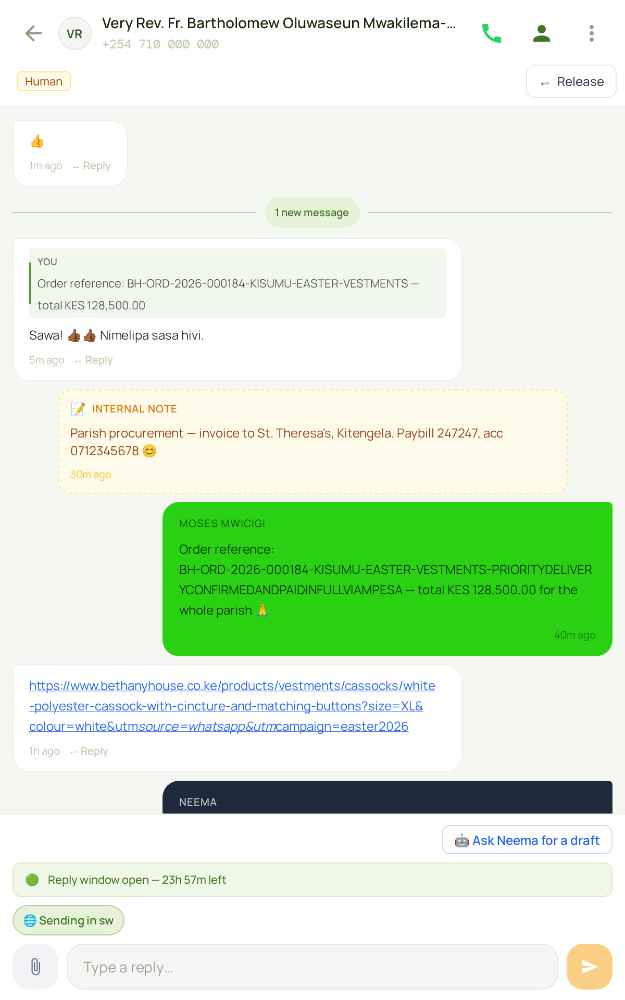 VR
Very Rev. Fr. Bartholomew Oluwaseun Mwakilema-…
+254 710 000 000
Human
↔ Release
👍
1m ago ↔ Reply
1 new message
YOU
Order reference: BH-ORD-2026-000184-KISUMU-EASTER-VESTMENTS —
total KES 128,500.00
Sawa! 👍🏾👍🏾 Nimelipa sasa hivi.
5m ago ↔ Reply
📝 INTERNAL NOTE
Parish procurement — invoice to St. Theresa's, Kitengela. Paybill 247247, acc
0712345678 😊
30m ago
MOSES MWICIGI
Order reference:
BH-ORD-2026-000184-KISUMU-EASTER-VESTMENTS-PRIORITYDELIVER
YCONFIRMEDANDPAIDINFULLVIAMPESA — total KES 128,500.00 for the
whole parish 🙏
40m ago
https://www.bethanyhouse.co.ke/products/vestments/cassocks/white
-polyester-cassock-with-cincture-and-matching-buttons?size=XL&
colour=white&utmsource=whatsapp&utmcampaign=easter2026
1h ago ↔ Reply
NEEMA
🤖 Ask Neema for a draft
🟢 Reply window open — 23h 57m left
🌐 Sending in sw
Type a reply…